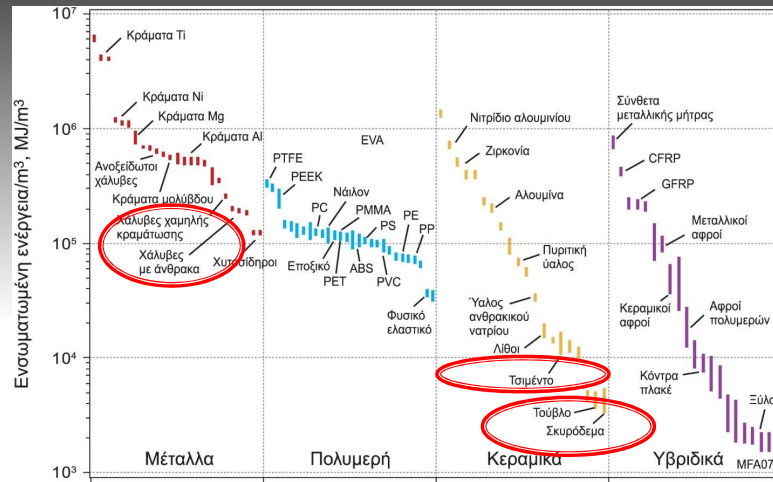 Ενσωματωμένη ενέργεια/m³, MJ/m³
10⁷
10⁶
10⁵
10⁴
10³
Κράματα Ti
Κράματα Ni
Κράματα Mg
Κράματα Al
Ανοξείδωτοι
χάλυβες
Κράματα μολύβδου
Χάλυβες χαμηλής
κραμάτωσης
Χάλυβες
με άνθρακα
Χυτοσίδηροι
Μέταλλα
EVA
PTFE
PEEK
PC
Νάιλον
PMMA
PS
PE
PP
Εποξικό
PET
ABS
PVC
Φυσικό
ελαστικό
Πολυμερή
Νιτρίδιο αλουμινίου
Ζιρκονία
Αλουμίνα
Πυριτική
ύαλος
Ύαλος
ανθρακικού
νατρίου
Λίθοι
Τσιμέντο
Τούβλο
Σκυρόδεμα
Κεραμικά
Σύνθετα
μεταλλικής μήτρας
CFRP
GFRP
Μεταλλικοί
αφροί
Κεραμικοί
αφροί
Αφροί
πολυμερών
Κόντρα
πλακέ
MFA07
Υβριδικά